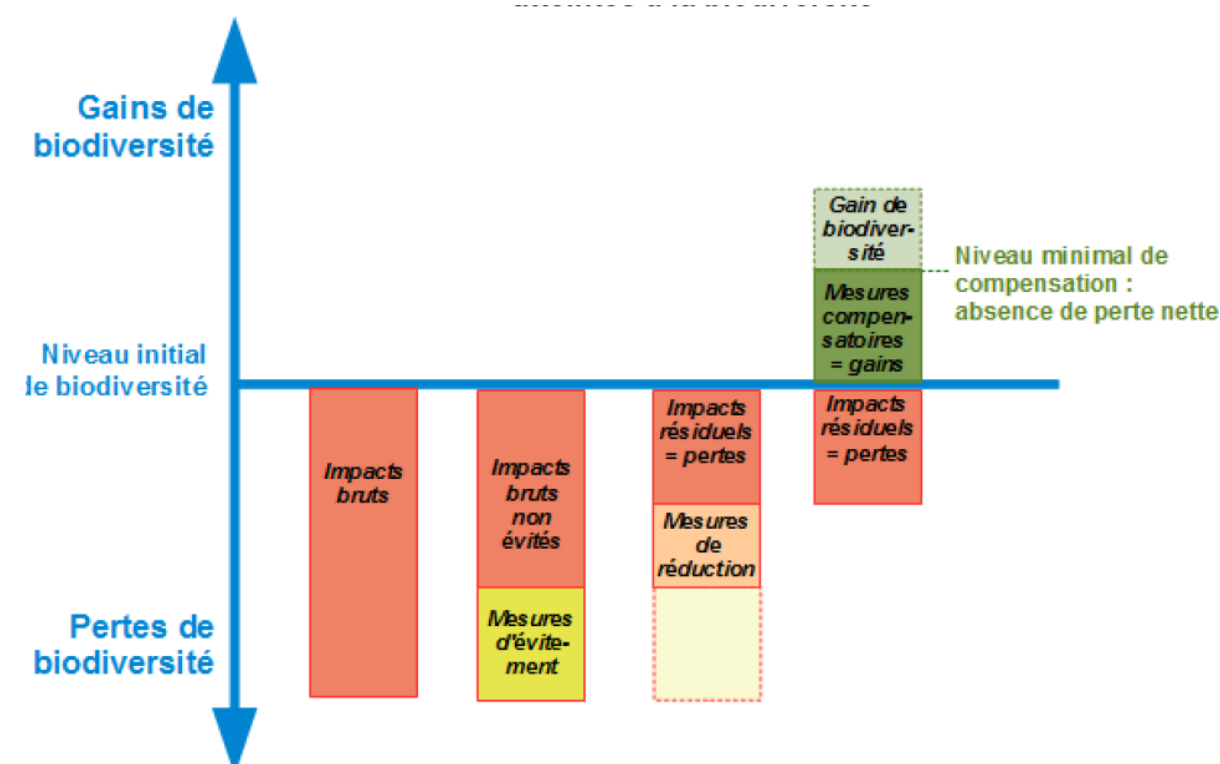 Gains de
biodiversité
Gain de
biodiver-
sité
Niveau minimal de
compensation :
absence de perte nette
Mesures
compen-
satoires
= gains
Niveau initial
de biodiversité
Impacts
bruts
Impacts
bruts
non
évités
Mesures
d'évite-
ment
Impacts
résiduels
= pertes
Mesures
de
réduction
Impacts
résiduels
= pertes
Pertes de
biodiversité